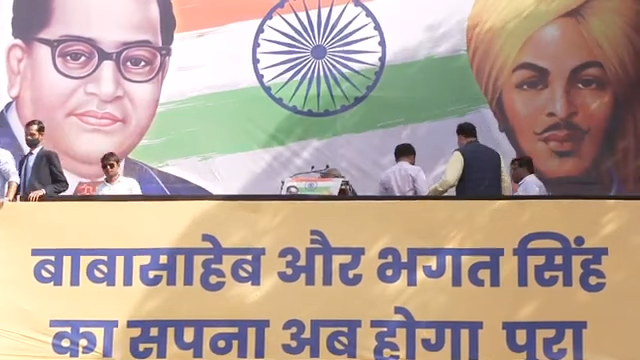 बाबासाहेब और भगत सिंह
का सपना अब होगा पूरा